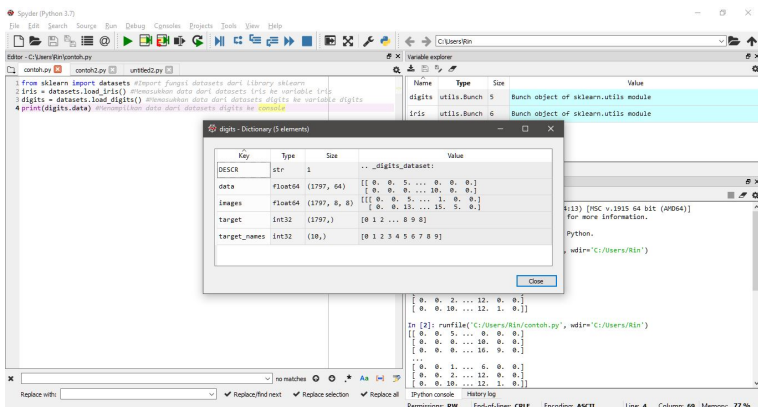 Spyder (Python 3.7)
File Edit Search Source Run Debug Consoles Projects Tools View Help
C:\Users\Rin
Editor - C:\Users\Rin\contoh.py
contoh.py contoh2.py untitled2.py
1 from sklearn import datasets #Import fungsi datasets dari library sklearn
2 iris = datasets.load_iris() #Memasukkan data dari datasets iris ke variable iris
3 digits = datasets.load_digits() #Memasukkan data dari datasets digits ke variable digits
4 print(digits.data) #Menampilkan data dari datasets digits ke console
Variable explorer
Name Type Size Value
digits utils.Bunch 5 Bunch object of sklearn.utils module
iris utils.Bunch 6 Bunch object of sklearn.utils module
digits - Dictionary (5 elements)
Key Type Size Value
DESCR str 1 .. _digits_dataset:
data float64 (1797, 64) [[ 0. 0. 5. ... 0. 0. 0.]
[ 0. 0. 0. ... 10. 0. 0.]
images float64 (1797, 8, 8) [[[ 0. 0. 5. ... 1. 0. 0.]
[ 0. 0. 13. ... 15. 5. 0.]
target int32 (1797,) [0 1 2 ... 8 9 8]
target_names int32 (10,) [0 1 2 3 4 5 6 7 8 9]
Close
4:13) [MSC v.1915 64 bit (AMD64)]
for more information.
Python.
, wdir='C:/Users/Rin')
[ 0. 0. 2. ... 12. 0. 0.]
[ 0. 0. 10. ... 12. 1. 0.]]
In [2]: runfile('C:/Users/Rin/contoh.py', wdir='C:/Users/Rin')
[[ 0. 0. 5. ... 0. 0. 0.]
[ 0. 0. 0. ... 10. 0. 0.]
[ 0. 0. 0. ... 16. 9. 0.]
...
[ 0. 0. 1. ... 6. 0. 0.]
[ 0. 0. 2. ... 12. 0. 0.]
[ 0. 0. 10. ... 12. 1. 0.]]
no matches Aa
Replace with: Replace/find next Replace selection Replace all
IPython console History log
Permissions: RW End-of-lines: CRLF Encoding: ASCII Line: 4 Column: 69 Memory: 77 %